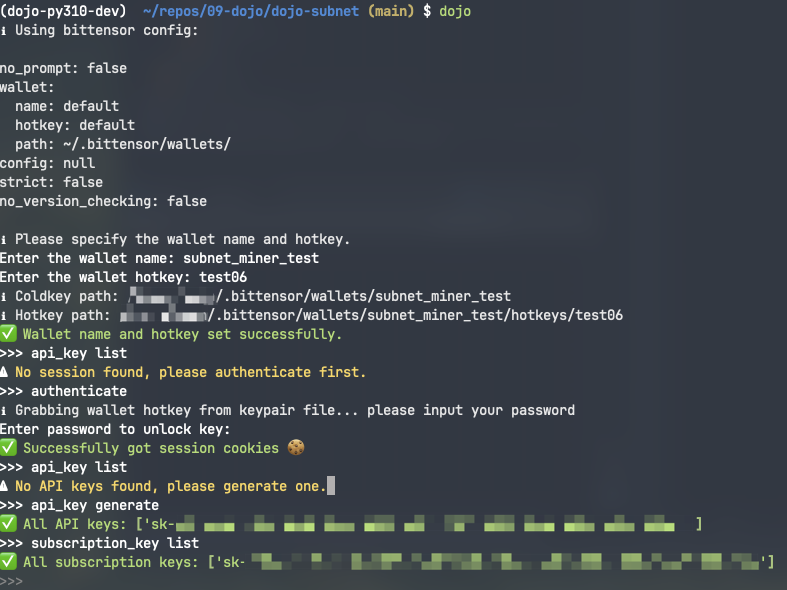 (dojo-py310-dev) ~/repos/09-dojo/dojo-subnet (main) $ dojo
ℹ Using bittensor config:
no_prompt: false
wallet:
name: default
hotkey: default
path: ~/.bittensor/wallets/
config: null
strict: false
no_version_checking: false
ℹ Please specify the wallet name and hotkey.
Enter the wallet name: subnet_miner_test
Enter the wallet hotkey: test06
ℹ Coldkey path: /.bittensor/wallets/subnet_miner_test
ℹ Hotkey path: /.bittensor/wallets/subnet_miner_test/hotkeys/test06
✅ Wallet name and hotkey set successfully.
>>> api_key list
⚠ No session found, please authenticate first.
>>> authenticate
ℹ Grabbing wallet hotkey from keypair file... please input your password
Enter password to unlock key:
✅ Successfully got session cookies 🍪
>>> api_key list
⚠ No API keys found, please generate one.
>>> api_key generate
✅ All API keys: ['sk- ]
>>> subscription_key list
✅ All subscription keys: ['sk- ']
>>>